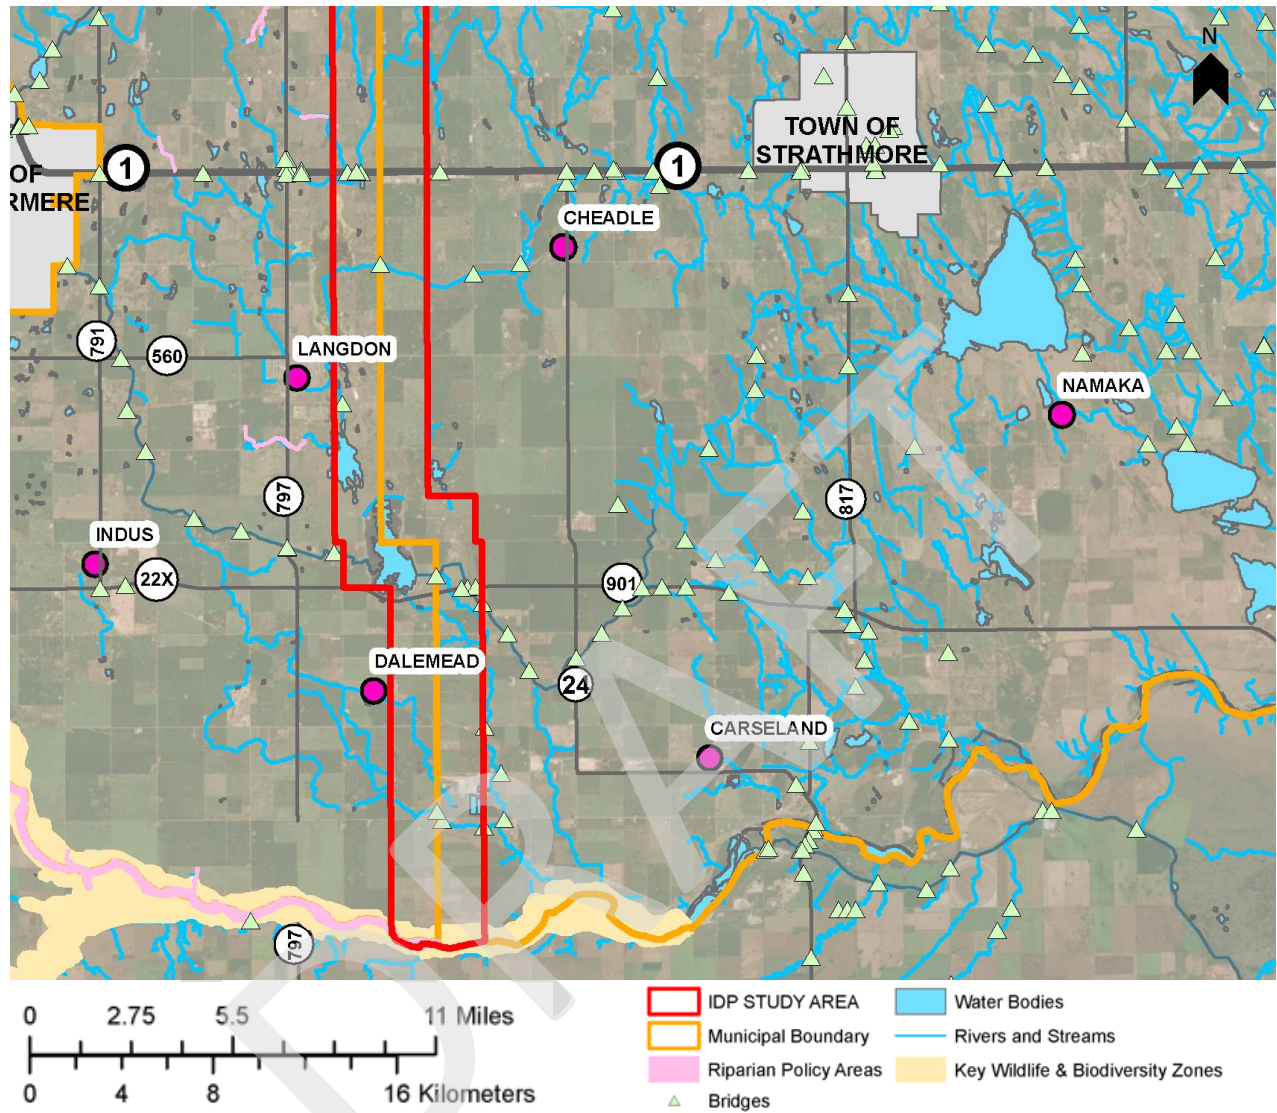 N
TOWN OF
STRATHMORE
1
1
OF
RMERE
CHEADLE
791
560
LANGDON
NAMAKA
797
817
INDUS
22X
901
DALEMEAD
24
CARSELAND
797
DRAFT
0 2.75 5.5 11 Miles
0 4 8 16 Kilometers
IDP STUDY AREA
Municipal Boundary
Riparian Policy Areas
Bridges
Water Bodies
Rivers and Streams
Key Wildlife & Biodiversity Zones